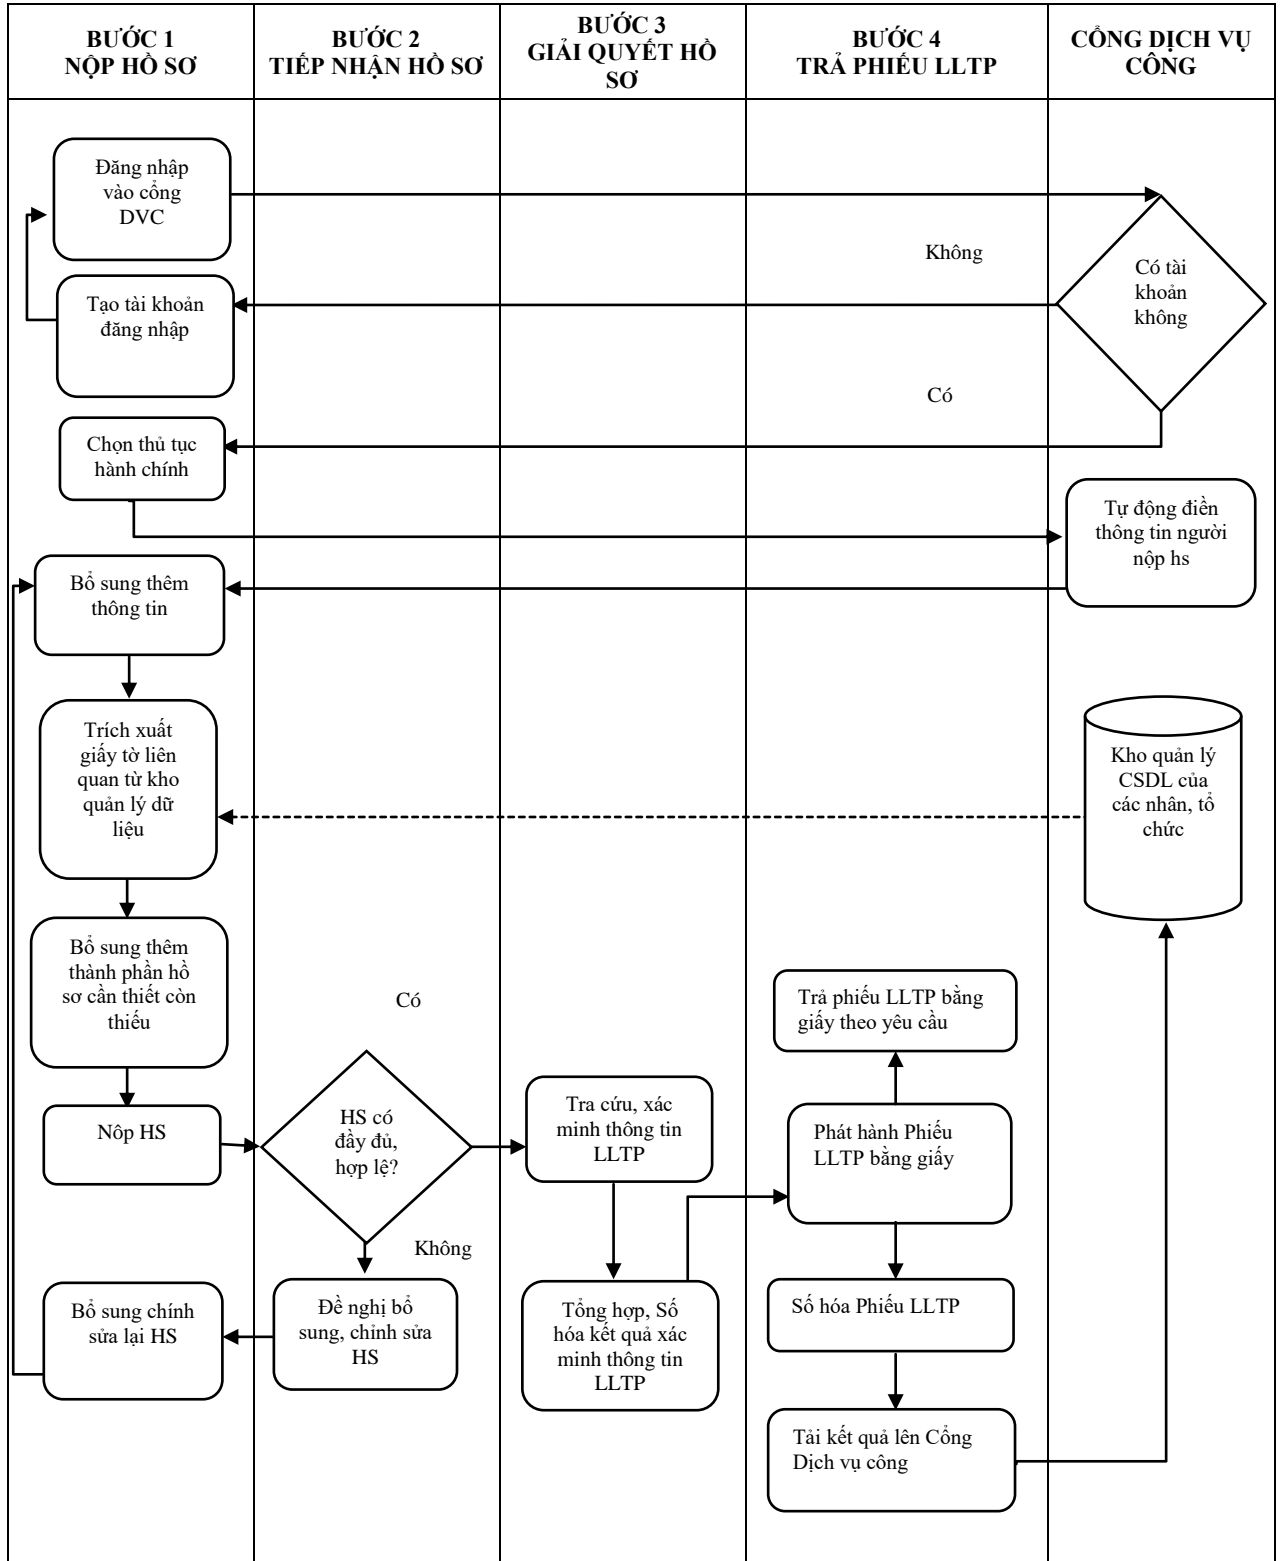 BƯỚC 1
NỘP HỒ SƠ
BƯỚC 2
TIẾP NHẬN HỒ SƠ
BƯỚC 3
GIẢI QUYẾT HỒ
SƠ
BƯỚC 4
TRẢ PHIẾU LLTP
CỔNG DỊCH VỤ
CÔNG
Đăng nhập
vào cổng
DVC
Không
Có tài
khoản
không
Tạo tài khoản
đăng nhập
Có
Chọn thủ tục
hành chính
Tự động điền
thông tin người
nộp hs
Bổ sung thêm
thông tin
Trích xuất
giấy tờ liên
quan từ kho
quản lý dữ
liệu
Kho quản lý
CSDL của
các nhân, tổ
chức
Bổ sung thêm
thành phần hồ
sơ cần thiết còn
thiếu
Có
Trả phiếu LLTP bằng
giấy theo yêu cầu
Nôp HS
HS có
đầy đủ,
hợp lệ?
Tra cứu, xác
minh thông tin
LLTP
Phát hành Phiếu
LLTP bằng giấy
Không
Bổ sung chính
sửa lại HS
Đề nghị bổ
sung, chỉnh sửa
HS
Tổng hợp, Số
hóa kết quả xác
minh thông tin
LLTP
Số hóa Phiếu LLTP
Tải kết quả lên Cổng
Dịch vụ công